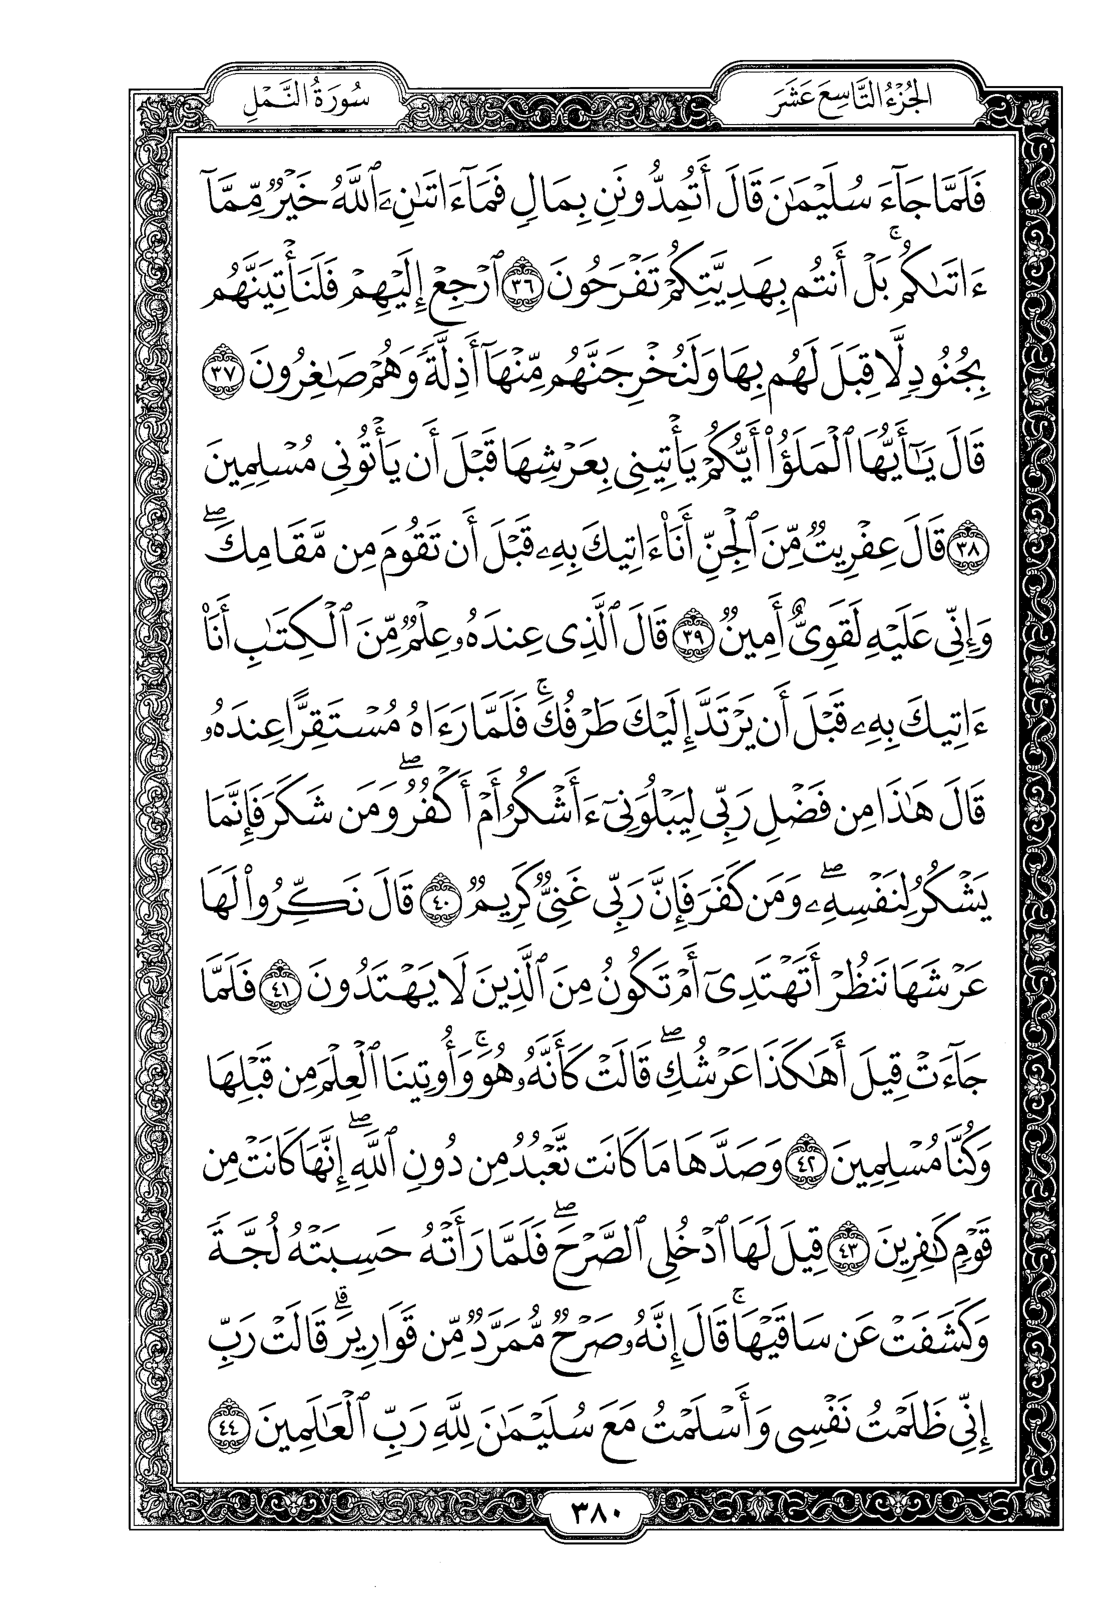 الجُزْءُ التَّاسِعَ عَشَرَ
سُورَةُ النَّمْلِ
فَلَمَّا جَآءَ سُلَيْمَٰنَ قَالَ أَتُمِدُّونَنِ بِمَالٍ فَمَآ ءَاتَىٰنِۦَ ٱللَّهُ خَيْرٌ مِّمَّآ
ءَاتَىٰكُمۚ بَلْ أَنتُم بِهَدِيَّتِكُمْ تَفْرَحُونَ ٣٦ ٱرْجِعْ إِلَيْهِمْ فَلَنَأْتِيَنَّهُم
بِجُنُودٍ لَّا قِبَلَ لَهُم بِهَا وَلَنُخْرِجَنَّهُم مِّنْهَآ أَذِلَّةً وَهُمْ صَٰغِرُونَ ٣٧
قَالَ يَٰٓأَيُّهَا ٱلْمَلَؤُا۟ أَيُّكُمْ يَأْتِينِى بِعَرْشِهَا قَبْلَ أَن يَأْتُونِى مُسْلِمِينَ
٣٨ قَالَ عِفْرِيتٌ مِّنَ ٱلْجِنِّ أَنَا۠ ءَاتِيكَ بِهِۦ قَبْلَ أَن تَقُومَ مِن مَّقَامِكَۖ
وَإِنِّى عَلَيْهِ لَقَوِىٌّ أَمِينٌ ٣٩ قَالَ ٱلَّذِى عِندَهُۥ عِلْمٌ مِّنَ ٱلْكِتَٰبِ أَنَا۠
ءَاتِيكَ بِهِۦ قَبْلَ أَن يَرْتَدَّ إِلَيْكَ طَرْفُكَۚ فَلَمَّا رَءَاهُ مُسْتَقِرًّا عِندَهُۥ
قَالَ هَٰذَا مِن فَضْلِ رَبِّى لِيَبْلُوَنِىٓ ءَأَشْكُرُ أَمْ أَكْفُرُۖ وَمَن شَكَرَ فَإِنَّمَا
يَشْكُرُ لِنَفْسِهِۦۖ وَمَن كَفَرَ فَإِنَّ رَبِّى غَنِىٌّ كَرِيمٌ ٤٠ قَالَ نَكِّرُوا۟ لَهَا
عَرْشَهَا نَنظُرْ أَتَهْتَدِىٓ أَمْ تَكُونُ مِنَ ٱلَّذِينَ لَا يَهْتَدُونَ ٤١ فَلَمَّا
جَآءَتْ قِيلَ أَهَٰكَذَا عَرْشُكِۖ قَالَتْ كَأَنَّهُۥ هُوَۚ وَأُوتِينَا ٱلْعِلْمَ مِن قَبْلِهَا
وَكُنَّا مُسْلِمِينَ ٤٢ وَصَدَّهَا مَا كَانَت تَّعْبُدُ مِن دُونِ ٱللَّهِۖ إِنَّهَا كَانَتْ مِن
قَوْمٍ كَٰفِرِينَ ٤٣ قِيلَ لَهَا ٱدْخُلِى ٱلصَّرْحَۖ فَلَمَّا رَأَتْهُ حَسِبَتْهُ لُجَّةً
وَكَشَفَتْ عَن سَاقَيْهَاۚ قَالَ إِنَّهُۥ صَرْحٌ مُّمَرَّدٌ مِّن قَوَارِيرَۗ قَالَتْ رَبِّ
إِنِّى ظَلَمْتُ نَفْسِى وَأَسْلَمْتُ مَعَ سُلَيْمَٰنَ لِلَّهِ رَبِّ ٱلْعَٰلَمِينَ ٤٤
٣٨٠